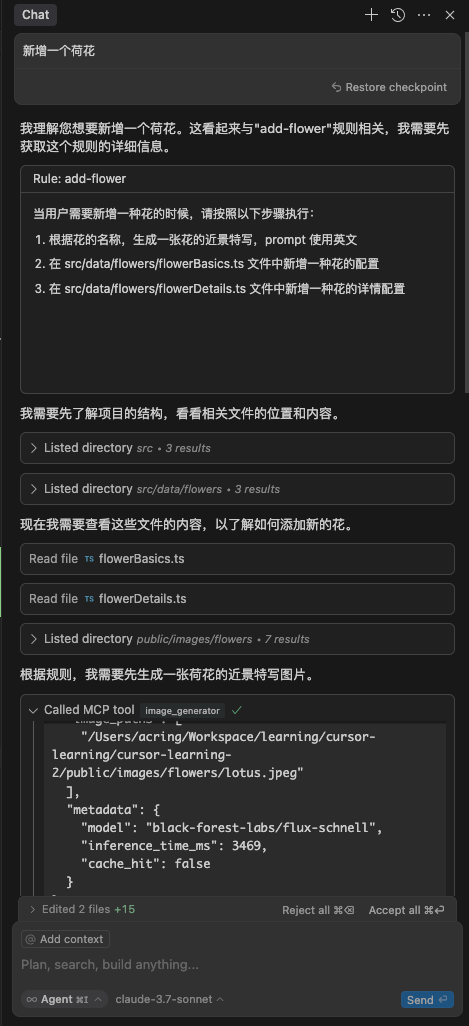 Chat
新增一个荷花
Restore checkpoint
我理解您想要新增一个荷花。这看起来与"add-flower"规则相关，我需要先
获取这个规则的详细信息。
Rule: add-flower
当用户需要新增一种花的时候，请按照以下步骤执行：
1. 根据花的名称，生成一张花的近景特写，prompt 使用英文
2. 在 src/data/flowers/flowerBasics.ts 文件中新增一种花的配置
3. 在 src/data/flowers/flowerDetails.ts 文件中新增一种花的详情配置
我需要先了解项目的结构，看看相关文件的位置和内容。
Listed directory src • 3 results
Listed directory src/data/flowers • 3 results
现在我需要查看这些文件的内容，以了解如何添加新的花。
Read file TS flowerBasics.ts
Read file TS flowerDetails.ts
Listed directory public/images/flowers • 7 results
根据规则，我需要先生成一张荷花的近景特写图片。
Called MCP tool image_generator
"image_paths": [
"/Users/acring/Workspace/learning/cursor-
learning/cursor-learning-
2/public/images/flowers/lotus.jpeg"
],
"metadata": {
"model": "black-forest-labs/flux-schnell",
"inference_time_ms": 3469,
"cache_hit": false
}
Edited 2 files +15 Reject all ⌘⌫ Accept all ⌘⏎
@ Add context
Plan, search, build anything...
∞ Agent ⌘I claude-3.7-sonnet Send ⏎